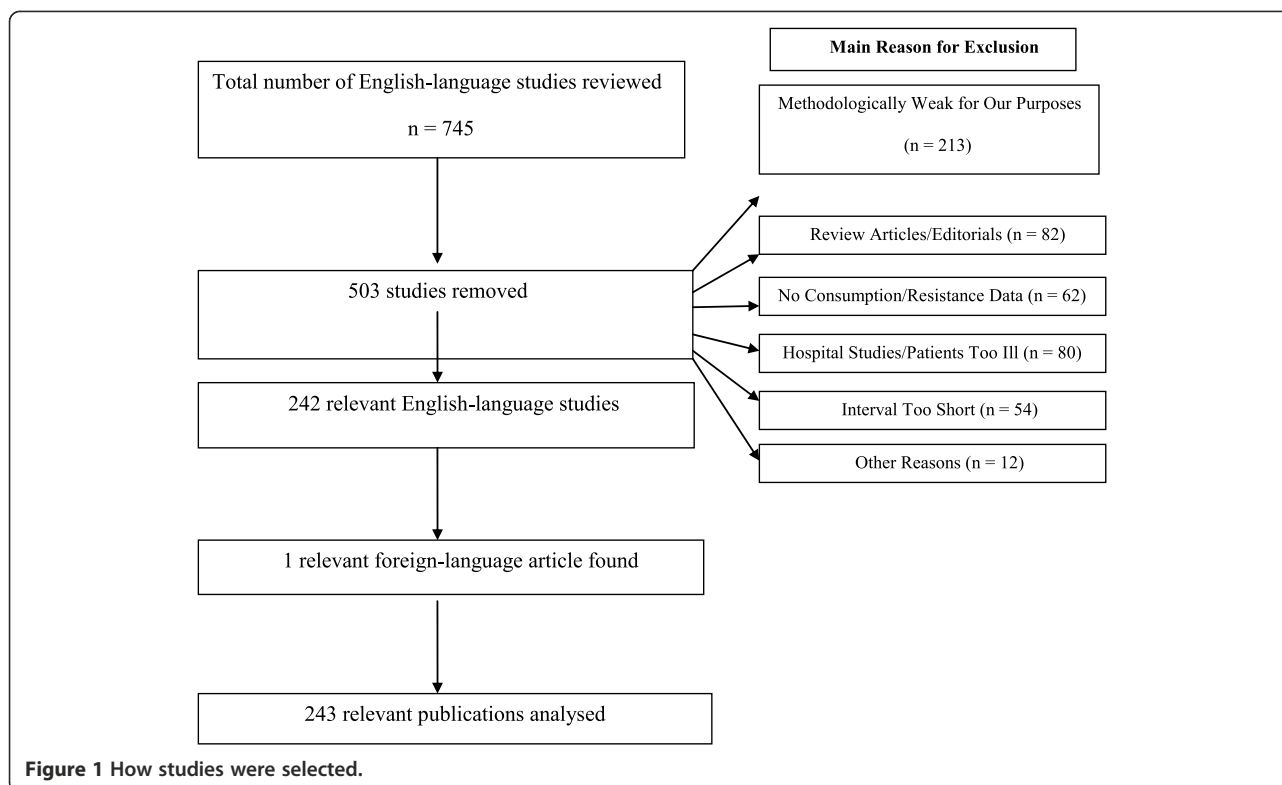 Total number of English-language studies reviewed
n = 745
503 studies removed
242 relevant English-language studies
1 relevant foreign-language article found
243 relevant publications analysed
Main Reason for Exclusion
Methodologically Weak for Our Purposes
(n = 213)
Review Articles/Editorials (n = 82)
No Consumption/Resistance Data (n = 62)
Hospital Studies/Patients Too Ill (n = 80)
Interval Too Short (n = 54)
Other Reasons (n = 12)
Figure 1 How studies were selected.